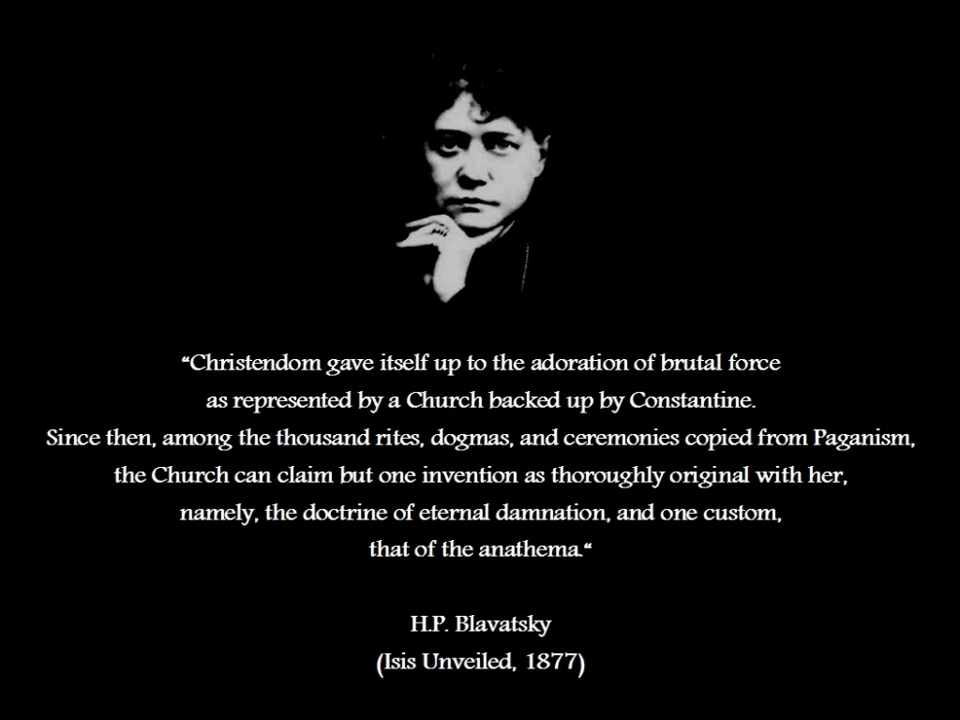 “Christendom gave itself up to the adoration of brutal force
as represented by a Church backed up by Constantine.
Since then, among the thousand rites, dogmas, and ceremonies copied from Paganism,
the Church can claim but one invention as thoroughly original with her,
namely, the doctrine of eternal damnation, and one custom,
that of the anathema.“
H.P. Blavatsky
(Isis Unveiled, 1877)